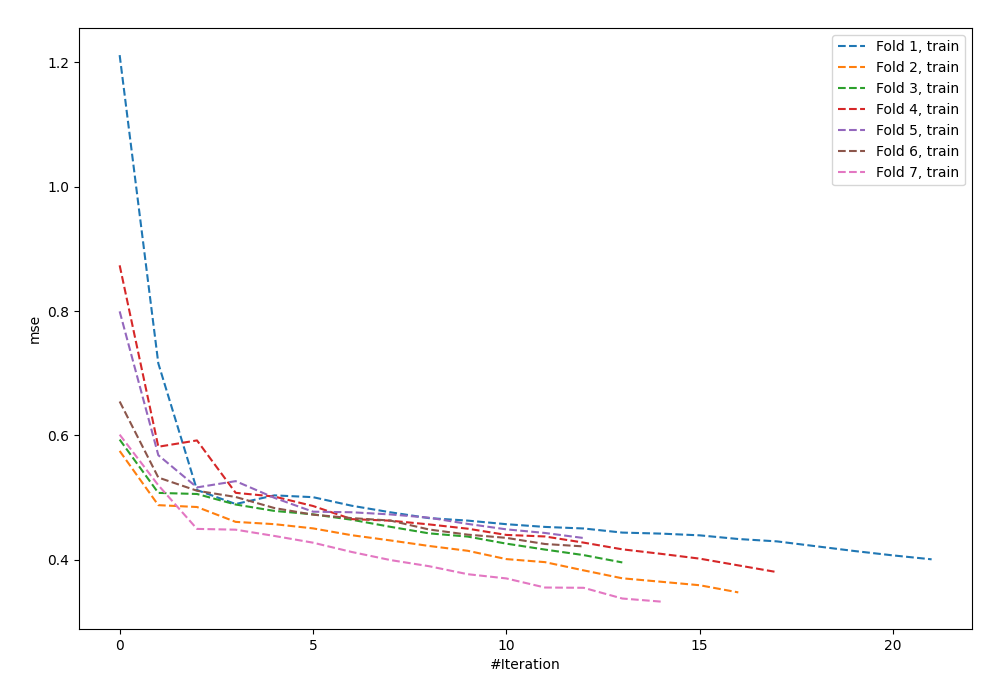 Fold 1, train
Fold 2, train
Fold 3, train
Fold 4, train
Fold 5, train
Fold 6, train
Fold 7, train
1.2
1.0
0.8
0.6
0.4
mse
0 5 10 15 20
#Iteration